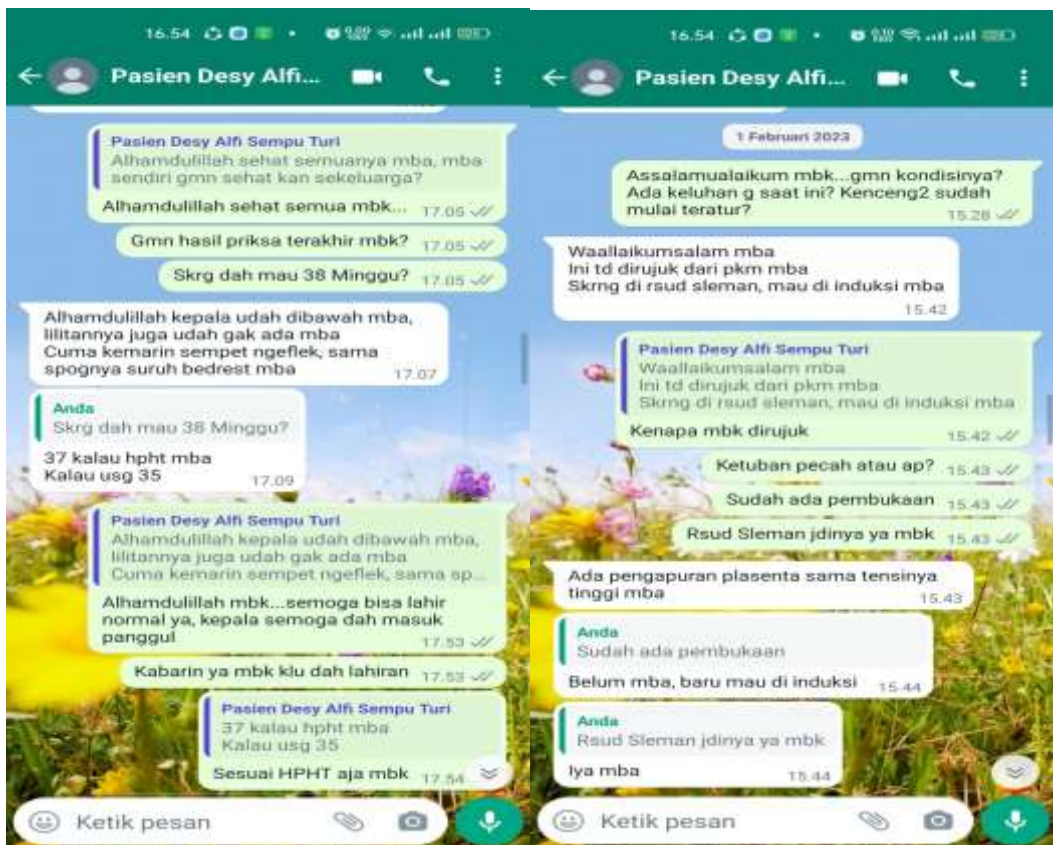 16.54
Pasien Desy Alfi...
Pasien Desy Alfi Sempu Turi
Alhamdulillah sehat semuanya mba, mba
sendiri gmn sehat kan sekeluarga?
Alhamdulillah sehat semua mbk... 17.05
Gmn hasil priksa terakhir mbk? 17.05
Skrg dah mau 38 Minggu? 17.05
Alhamdulillah kepala udah dibawah mba,
lilitannya juga udah gak ada mba
Cuma kemarin sempet ngeflek, sama
spognya suruh bedrest mba 17.07
Anda
Skrg dah mau 38 Minggu?
37 kalau hpht mba
Kalau usg 35 17.09
Pasien Desy Alfi Sempu Turi
Alhamdulillah kepala udah dibawah mba,
lilitannya juga udah gak ada mba
Cuma kemarin sempet ngeflek, sama sp...
Alhamdulillah mbk...semoga bisa lahir
normal ya, kepala semoga dah masuk
panggul 17.53
Kabarin ya mbk klu dah lahiran 17.53
Pasien Desy Alfi Sempu Turi
37 kalau hpht mba
Kalau usg 35
Sesuai HPHT aja mbk 17.54
Ketik pesan
16.54
Pasien Desy Alfi...
1 Februari 2023
Assalamualaikum mbk...gmn kondisinya?
Ada keluhan g saat ini? Kenceng2 sudah
mulai teratur? 15.28
Waallaikumsalam mba
Ini td dirujuk dari pkm mba
Skrng di rsud sleman, mau di induksi mba
15.42
Pasien Desy Alfi Sempu Turi
Waallaikumsalam mba
Ini td dirujuk dari pkm mba
Skrng di rsud sleman, mau di induksi mba
Kenapa mbk dirujuk 15.42
Ketuban pecah atau ap? 15.43
Sudah ada pembukaan 15.43
Rsud Sleman jdinya ya mbk 15.43
Ada pengapuran plasenta sama tensinya
tinggi mba 15.43
Anda
Sudah ada pembukaan
Belum mba, baru mau di induksi 15.44
Anda
Rsud Sleman jdinya ya mbk
Iya mba 15.44
Ketik pesan